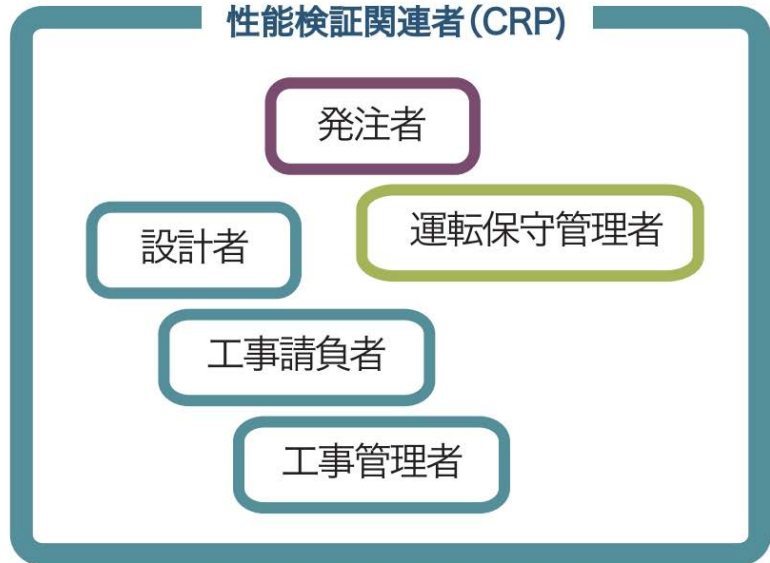 性能検証関連者(CRP)
発注者
運転保守管理者
設計者
工事請負者
工事管理者